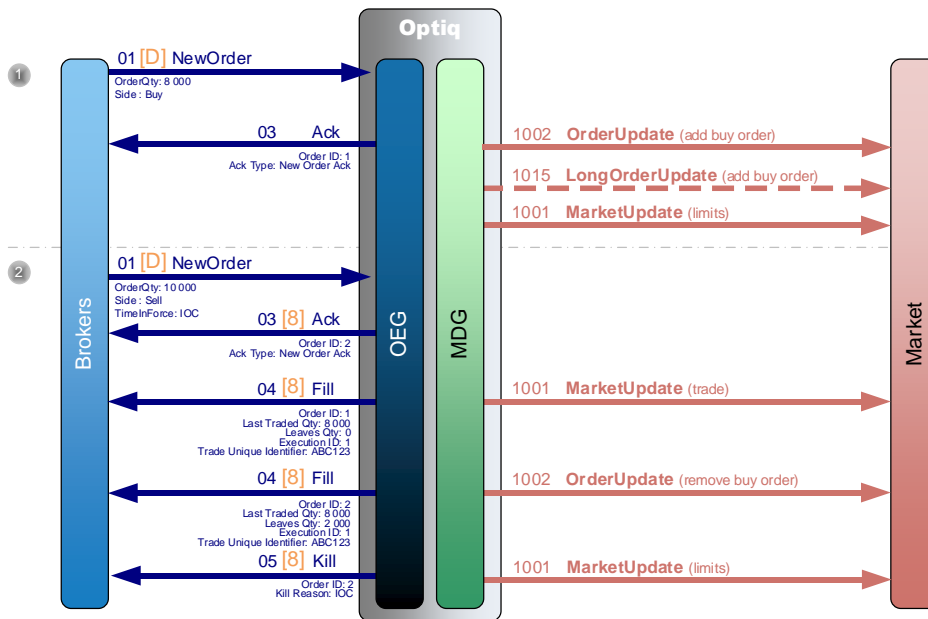 Optiq
1
01 [D] NewOrder
OrderQty: 8 000
Side : Buy
03 Ack
Order ID: 1
Ack Type: New Order Ack
1002 OrderUpdate (add buy order)
1015 LongOrderUpdate (add buy order)
1001 MarketUpdate (limits)
2
01 [D] NewOrder
OrderQty: 10 000
Side : Sell
TimeInForce: IOC
03 [8] Ack
Order ID: 2
Ack Type: New Order Ack
Brokers
OEG
MDG
Market
04 [8] Fill
Order ID: 1
Last Traded Qty: 8 000
Leaves Qty: 0
Execution ID: 1
Trade Unique Identifier: ABC123
1001 MarketUpdate (trade)
04 [8] Fill
Order ID: 2
Last Traded Qty: 8 000
Leaves Qty: 2 000
Execution ID: 1
Trade Unique Identifier: ABC123
1002 OrderUpdate (remove buy order)
05 [8] Kill
Order ID: 2
Kill Reason: IOC
1001 MarketUpdate (limits)